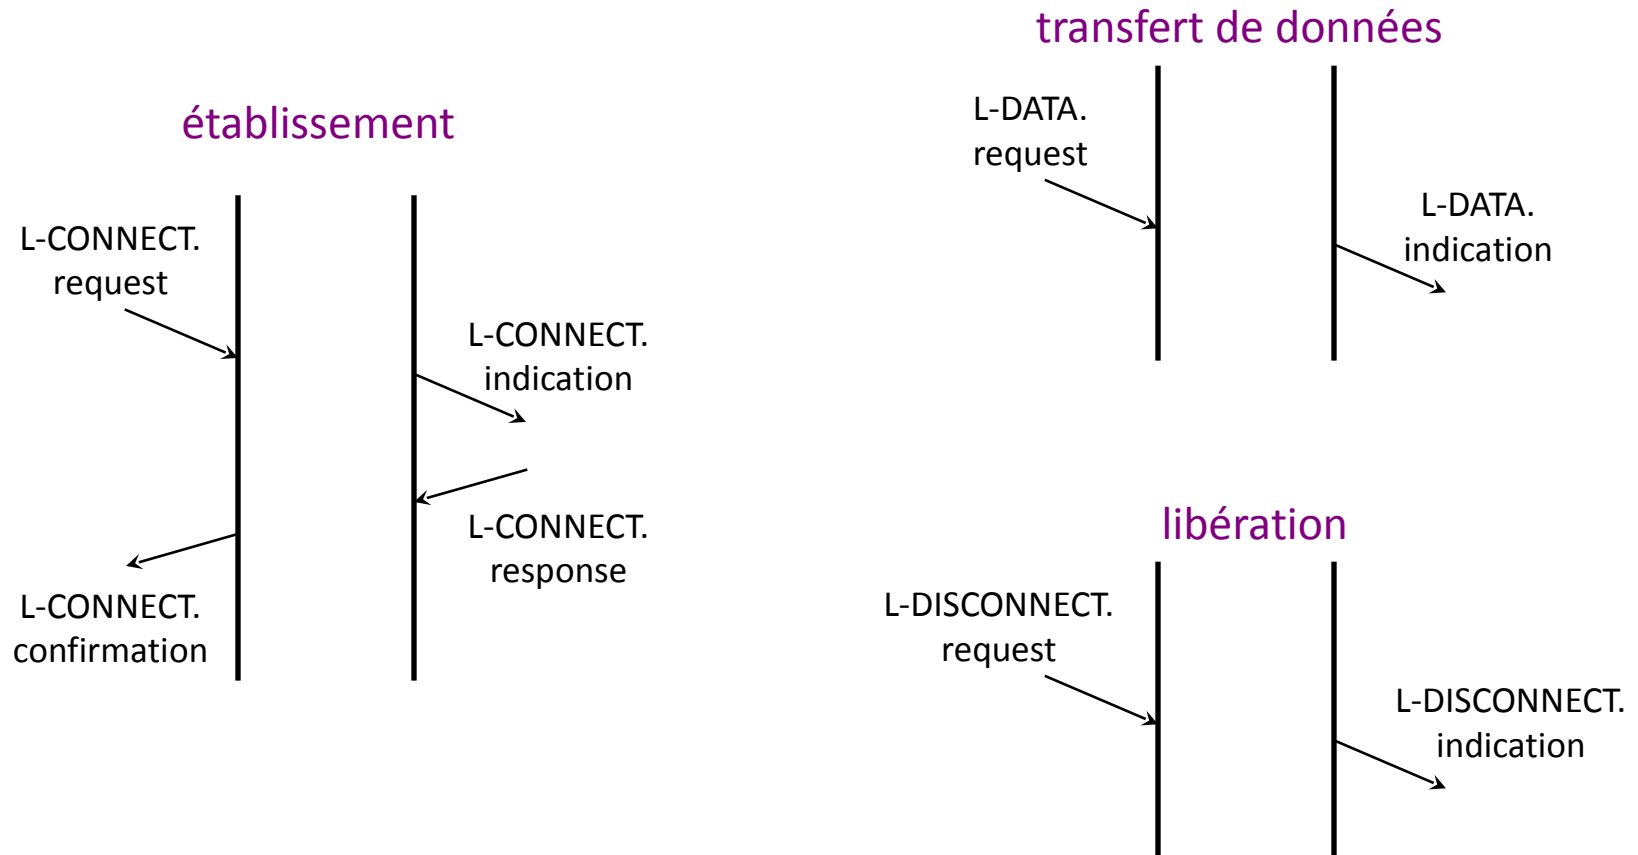 établissement
L-CONNECT.
request
L-CONNECT.
indication
L-CONNECT.
response
L-CONNECT.
confirmation
transfert de données
L-DATA.
request
L-DATA.
indication
libération
L-DISCONNECT.
request
L-DISCONNECT.
indication